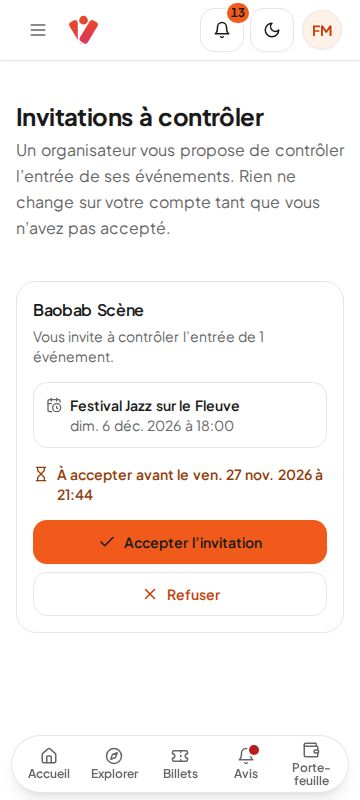 13
FM
Invitations à contrôler
Un organisateur vous propose de contrôler
l'entrée de ses événements. Rien ne
change sur votre compte tant que vous
n'avez pas accepté.
Baobab Scène
Vous invite à contrôler l'entrée de 1
événement.
Festival Jazz sur le Fleuve
dim. 6 déc. 2026 à 18:00
À accepter avant le ven. 27 nov. 2026 à
21:44
Accepter l'invitation
Refuser
Accueil
Explorer
Billets
Avis
Porte-
feuille